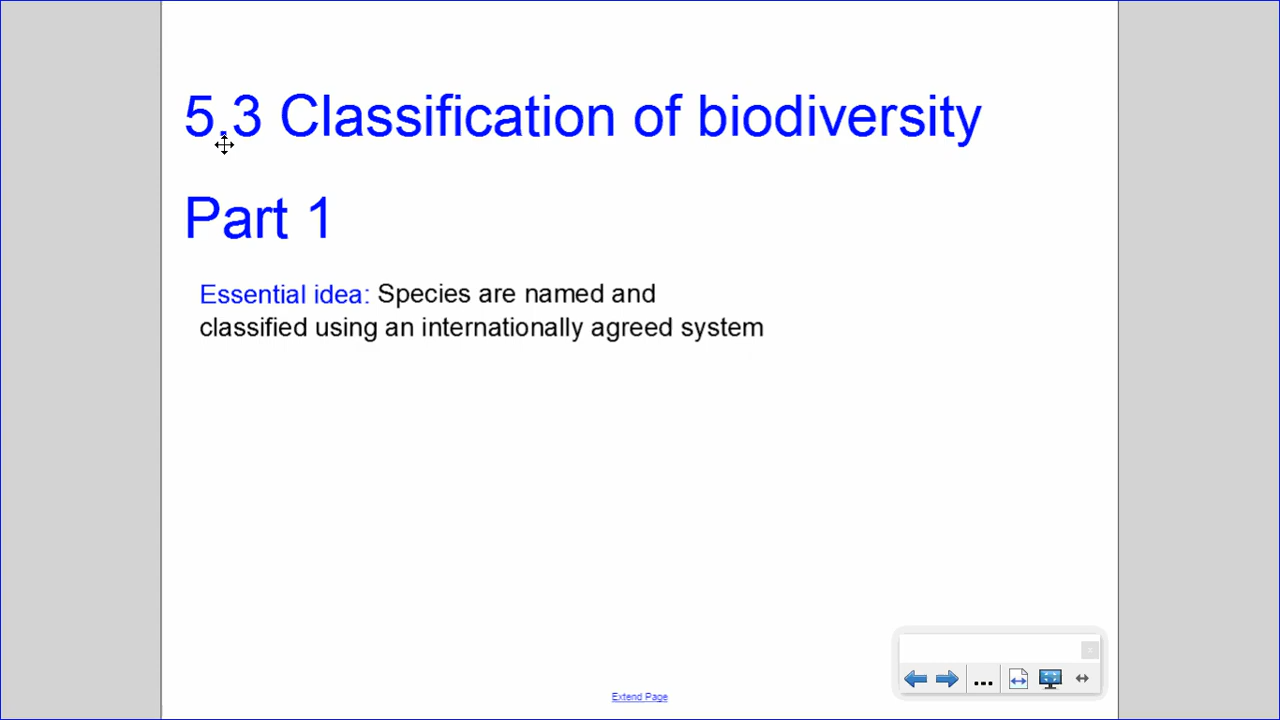 5.3 Classification of biodiversity
Part 1
Essential idea: Species are named and
classified using an internationally agreed system
...
Extend Page